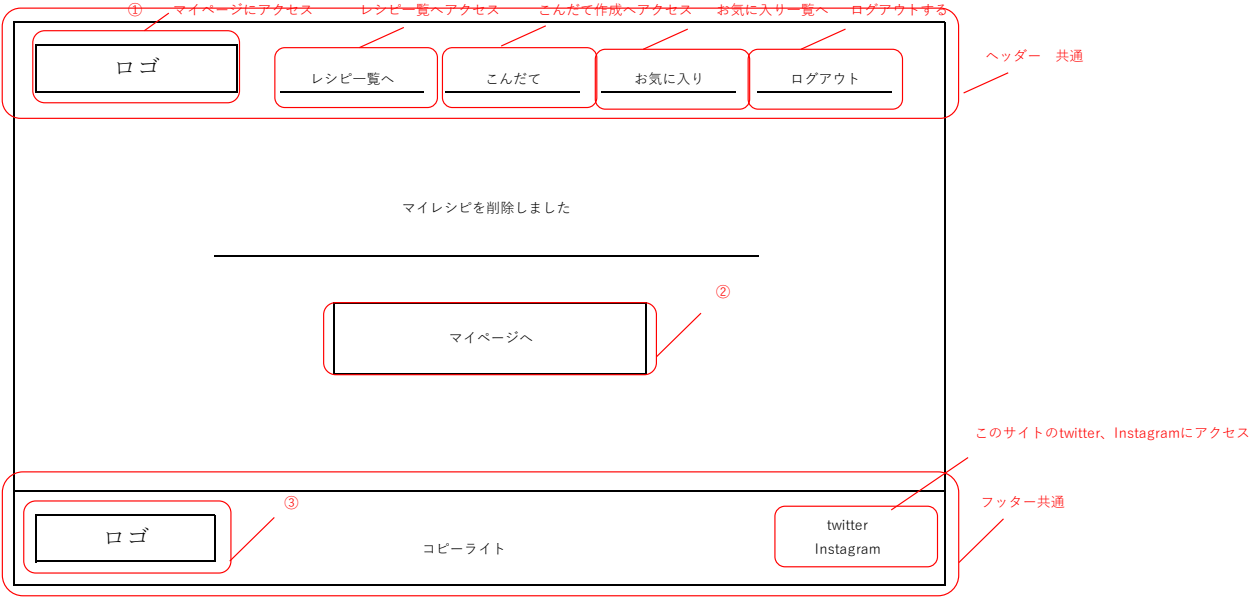 ① マイページにアクセス レシピ一覧へアクセス こんだて作成へアクセス お気に入り一覧へ ログアウトする
ヘッダー　共通
ロゴ
レシピ一覧へ こんだて お気に入り ログアウト
マイレシピを削除しました
②
マイページへ
このサイトのtwitter、Instagramにアクセス
③
フッター共通
ロゴ
コピーライト
twitter
Instagram